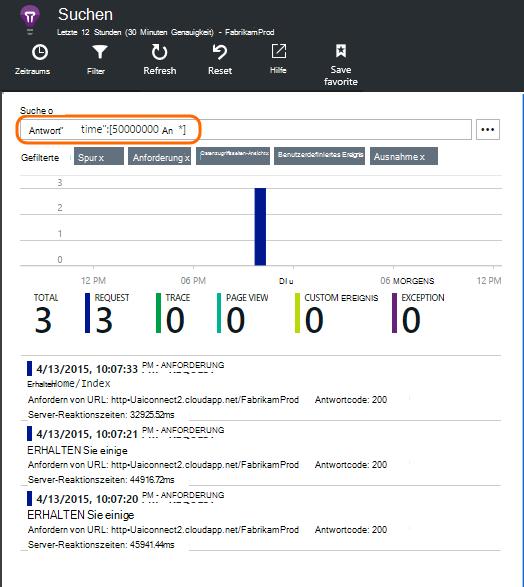 Suchen
Letzte 12 Stunden (30 Minuten Genauigkeit) - FabrikamProd
Zeitraums Filter Refresh Reset Hilfe Save favorite
Suche o
Antwort" time":[50000000 An *]
Gefilterte Spur x Anforderung x Datenzugriffsseiten-Ansicht x Benutzerdefiniertes Ereignis Ausnahme x
3
2
1
0
12 PM 06 PM DI u 06 MORGENS 12 PM
TOTAL REQUEST TRACE PAGE VIEW CUSTOM EREIGNIS EXCEPTION
3 3 0 0 0 0
4/13/2015, 10:07:33 PM - ANFORDERUNG
Erhalten Home/Index
Anfordern von URL: http•Uaiconnect2.cloudapp.net/FabrikamProd Antwortcode: 200
Server-Reaktionszeiten: 32925.52ms
4/13/2015, 10:07:21 PM - ANFORDERUNG
ERHALTEN Sie einige
Anfordern von URL: http•Uaiconnect2.cloudapp.net/FabrikamProd Antwortcode: 200
Server-Reaktionszeiten: 44916.72ms
4/13/2015, 10:07:20 PM - ANFORDERUNG
ERHALTEN Sie einige
Anfordern von URL: http•Uaiconnect2.cloudapp.net/FabrikamProd Antwortcode: 200
Server-Reaktionszeiten: 45941.44ms